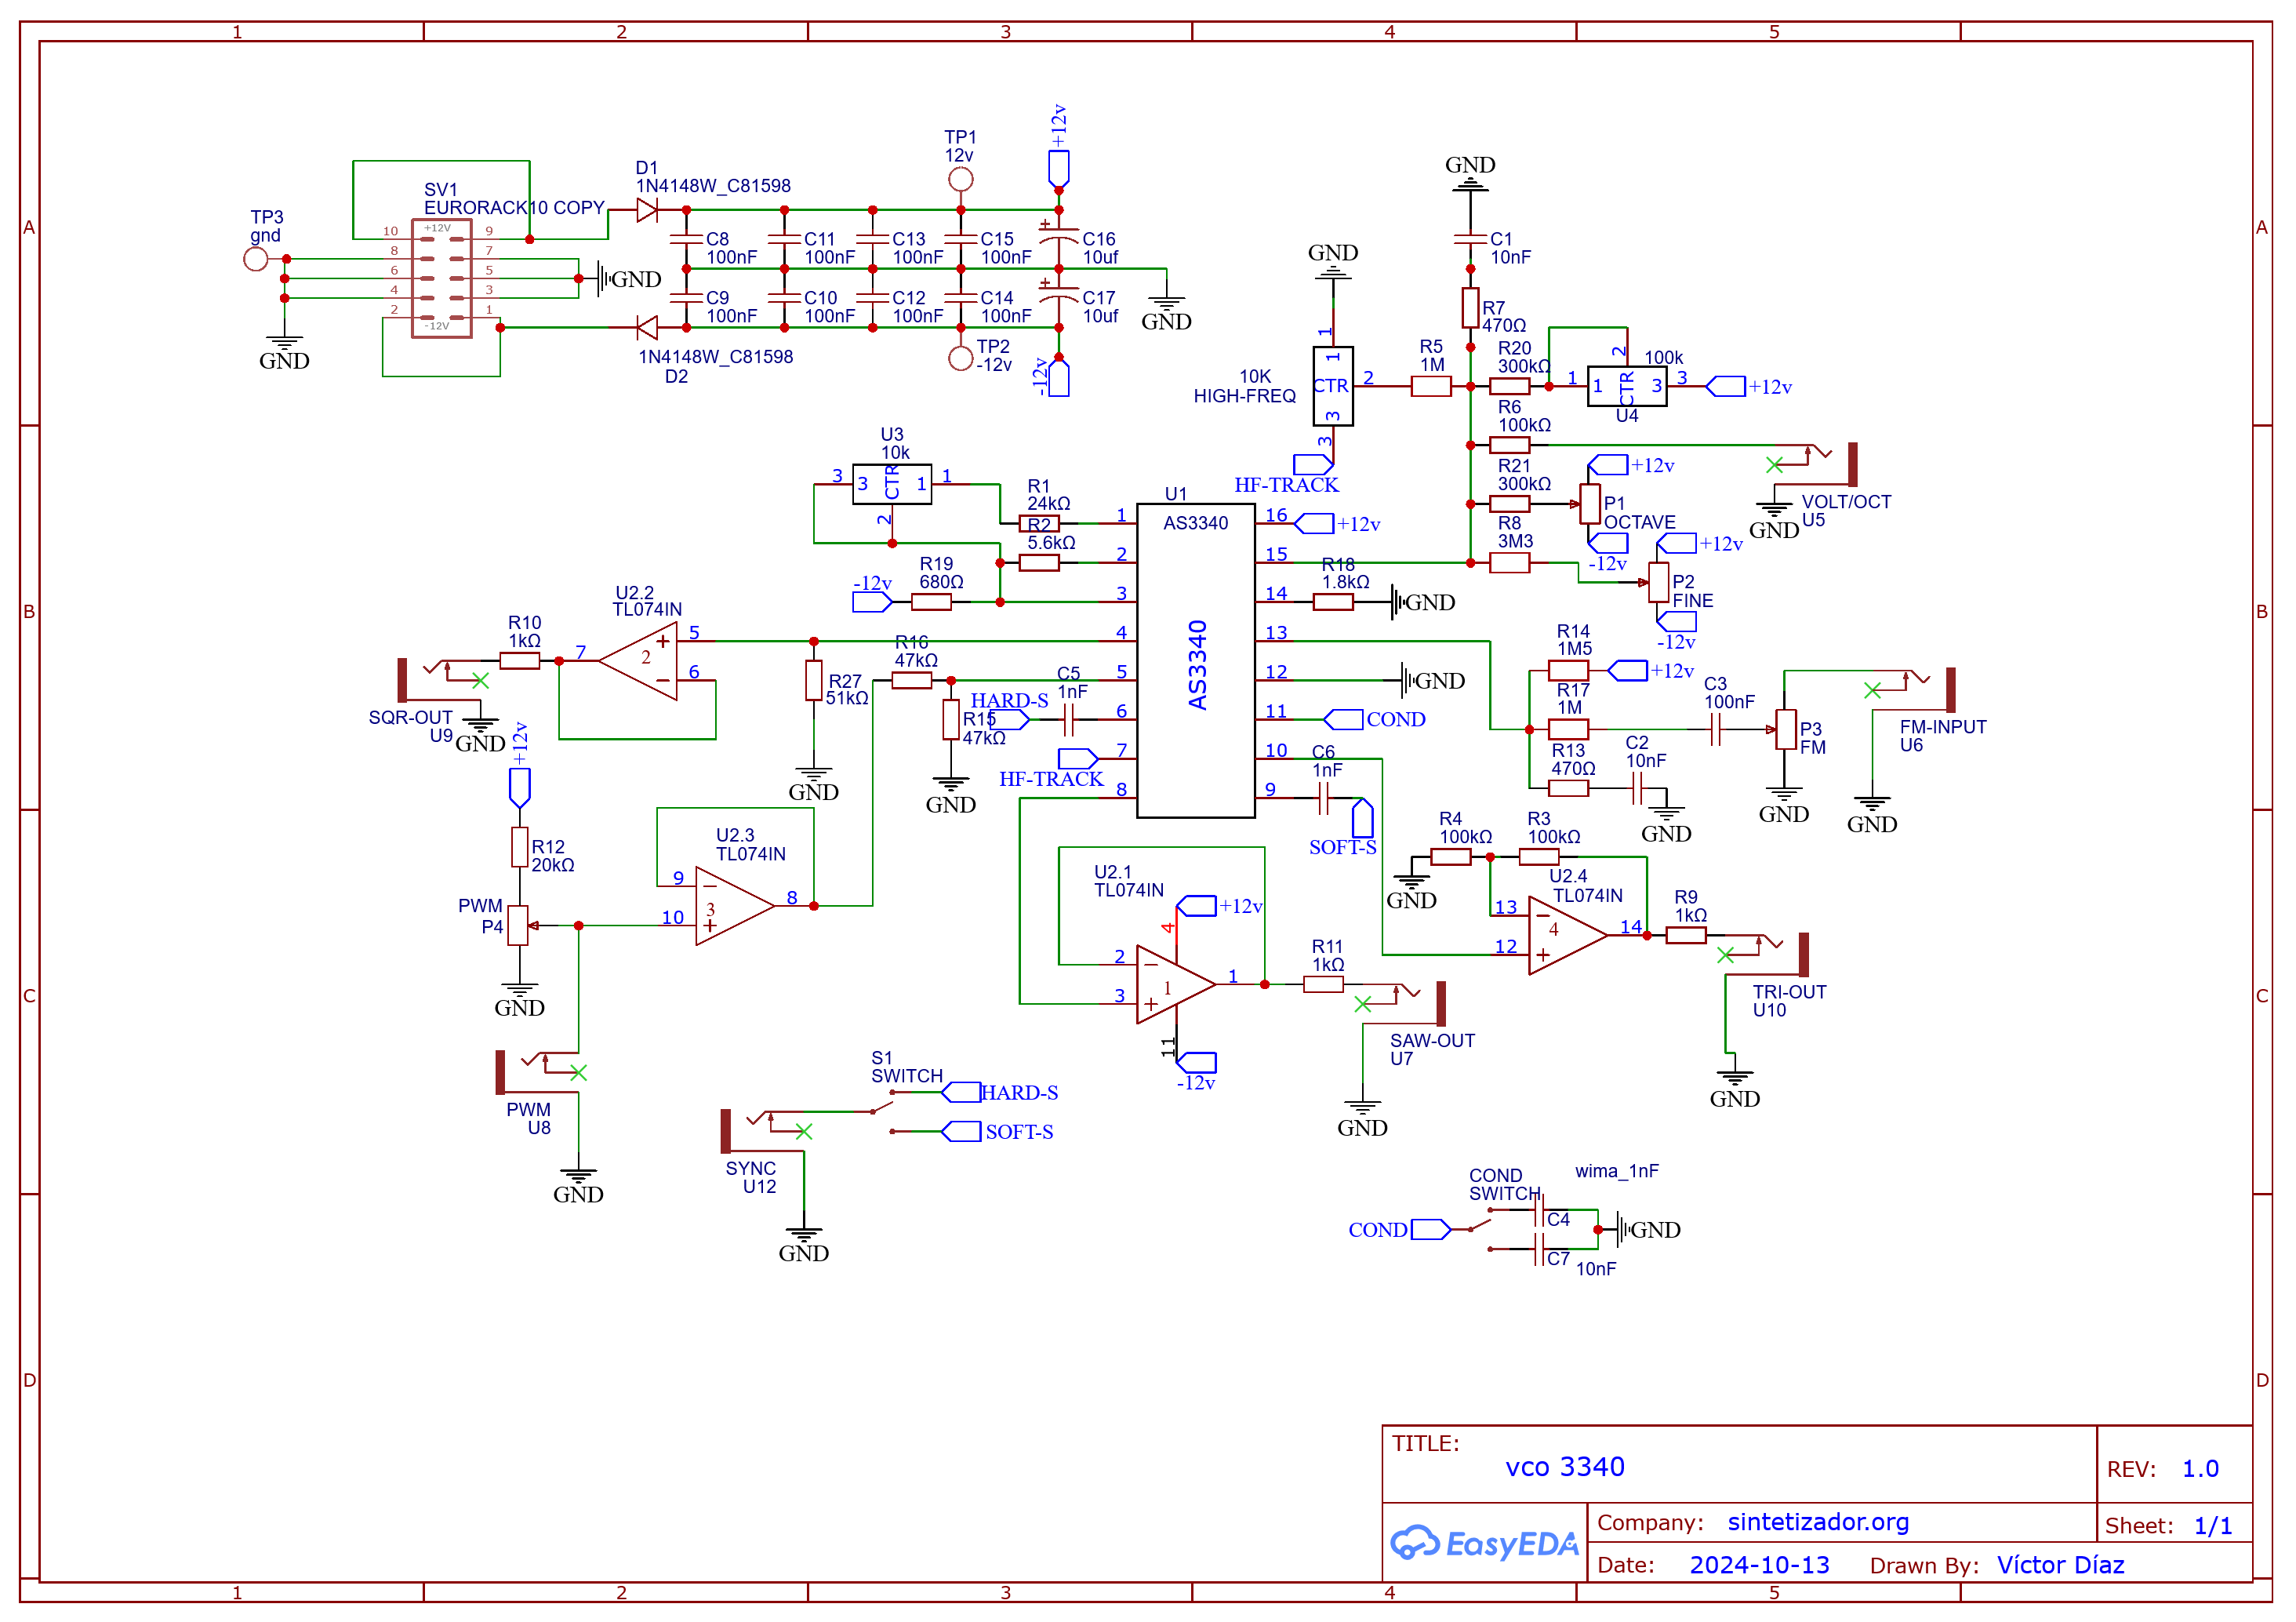 1 2 3 4 5
A
B
C
D
A
B
C
D
1 2 3 4 5
TP3
gnd
GND
SV1
EURORACK10 COPY
+12V
-12V
10 9
8 7
6 5
4 3
2 1
GND
D1
1N4148W_C81598
1N4148W_C81598
D2
TP1
12v
+12v
C8
100nF
C11
100nF
C13
100nF
C15
100nF
C16
10uf
C9
100nF
C10
100nF
C12
100nF
C14
100nF
C17
10uf
GND
TP2
-12v
-12v
GND
C1
10nF
R7
470Ω
GND
1
1
CTR
3
3
2
10K
HIGH-FREQ
HF-TRACK
R5
1M
R20
300kΩ
2
100k
1 1 CTR 3 3
U4
+12v
R6
100kΩ
R21
300kΩ
R8
3M3
+12v
P1
OCTAVE
-12v
+12v
P2
FINE
-12v
VOLT/OCT
U5
GND
U3
10k
3 3 CTR 1 1
2
R1
24kΩ
R2
5.6kΩ
R19
680Ω
-12v
U1
AS3340
AS3340
1 16
2 15
3 14
4 13
5 12
6 11
7 10
8 9
+12v
R18
1.8kΩ
GND
GND
COND
C6
1nF
SOFT-S
U2.2
TL074IN
5
6
7
2
R10
1kΩ
SQR-OUT
U9
GND
R27
51kΩ
GND
R16
47kΩ
R15
47kΩ
GND
HARD-S
C5
1nF
HF-TRACK
R14
1M5
+12v
R17
1M
R13
470Ω
C3
100nF
C2
10nF
GND
P3
FM
GND
FM-INPUT
U6
GND
+12v
R12
20kΩ
PWM
P4
GND
PWM
U8
GND
U2.3
TL074IN
9
10
8
3
U2.1
TL074IN
+12v
4
2
3
1
1
11
-12v
R11
1kΩ
SAW-OUT
U7
GND
R4
100kΩ
R3
100kΩ
GND
U2.4
TL074IN
13
12
14
4
R9
1kΩ
TRI-OUT
U10
GND
S1
SWITCH
HARD-S
SOFT-S
SYNC
U12
GND
COND
SWITCH
wima_1nF
COND
C4
C7
10nF
GND
TITLE:
vco 3340
REV: 1.0
EasyEDA
Company: sintetizador.org
Sheet: 1/1
Date: 2024-10-13 Drawn By: Víctor Díaz